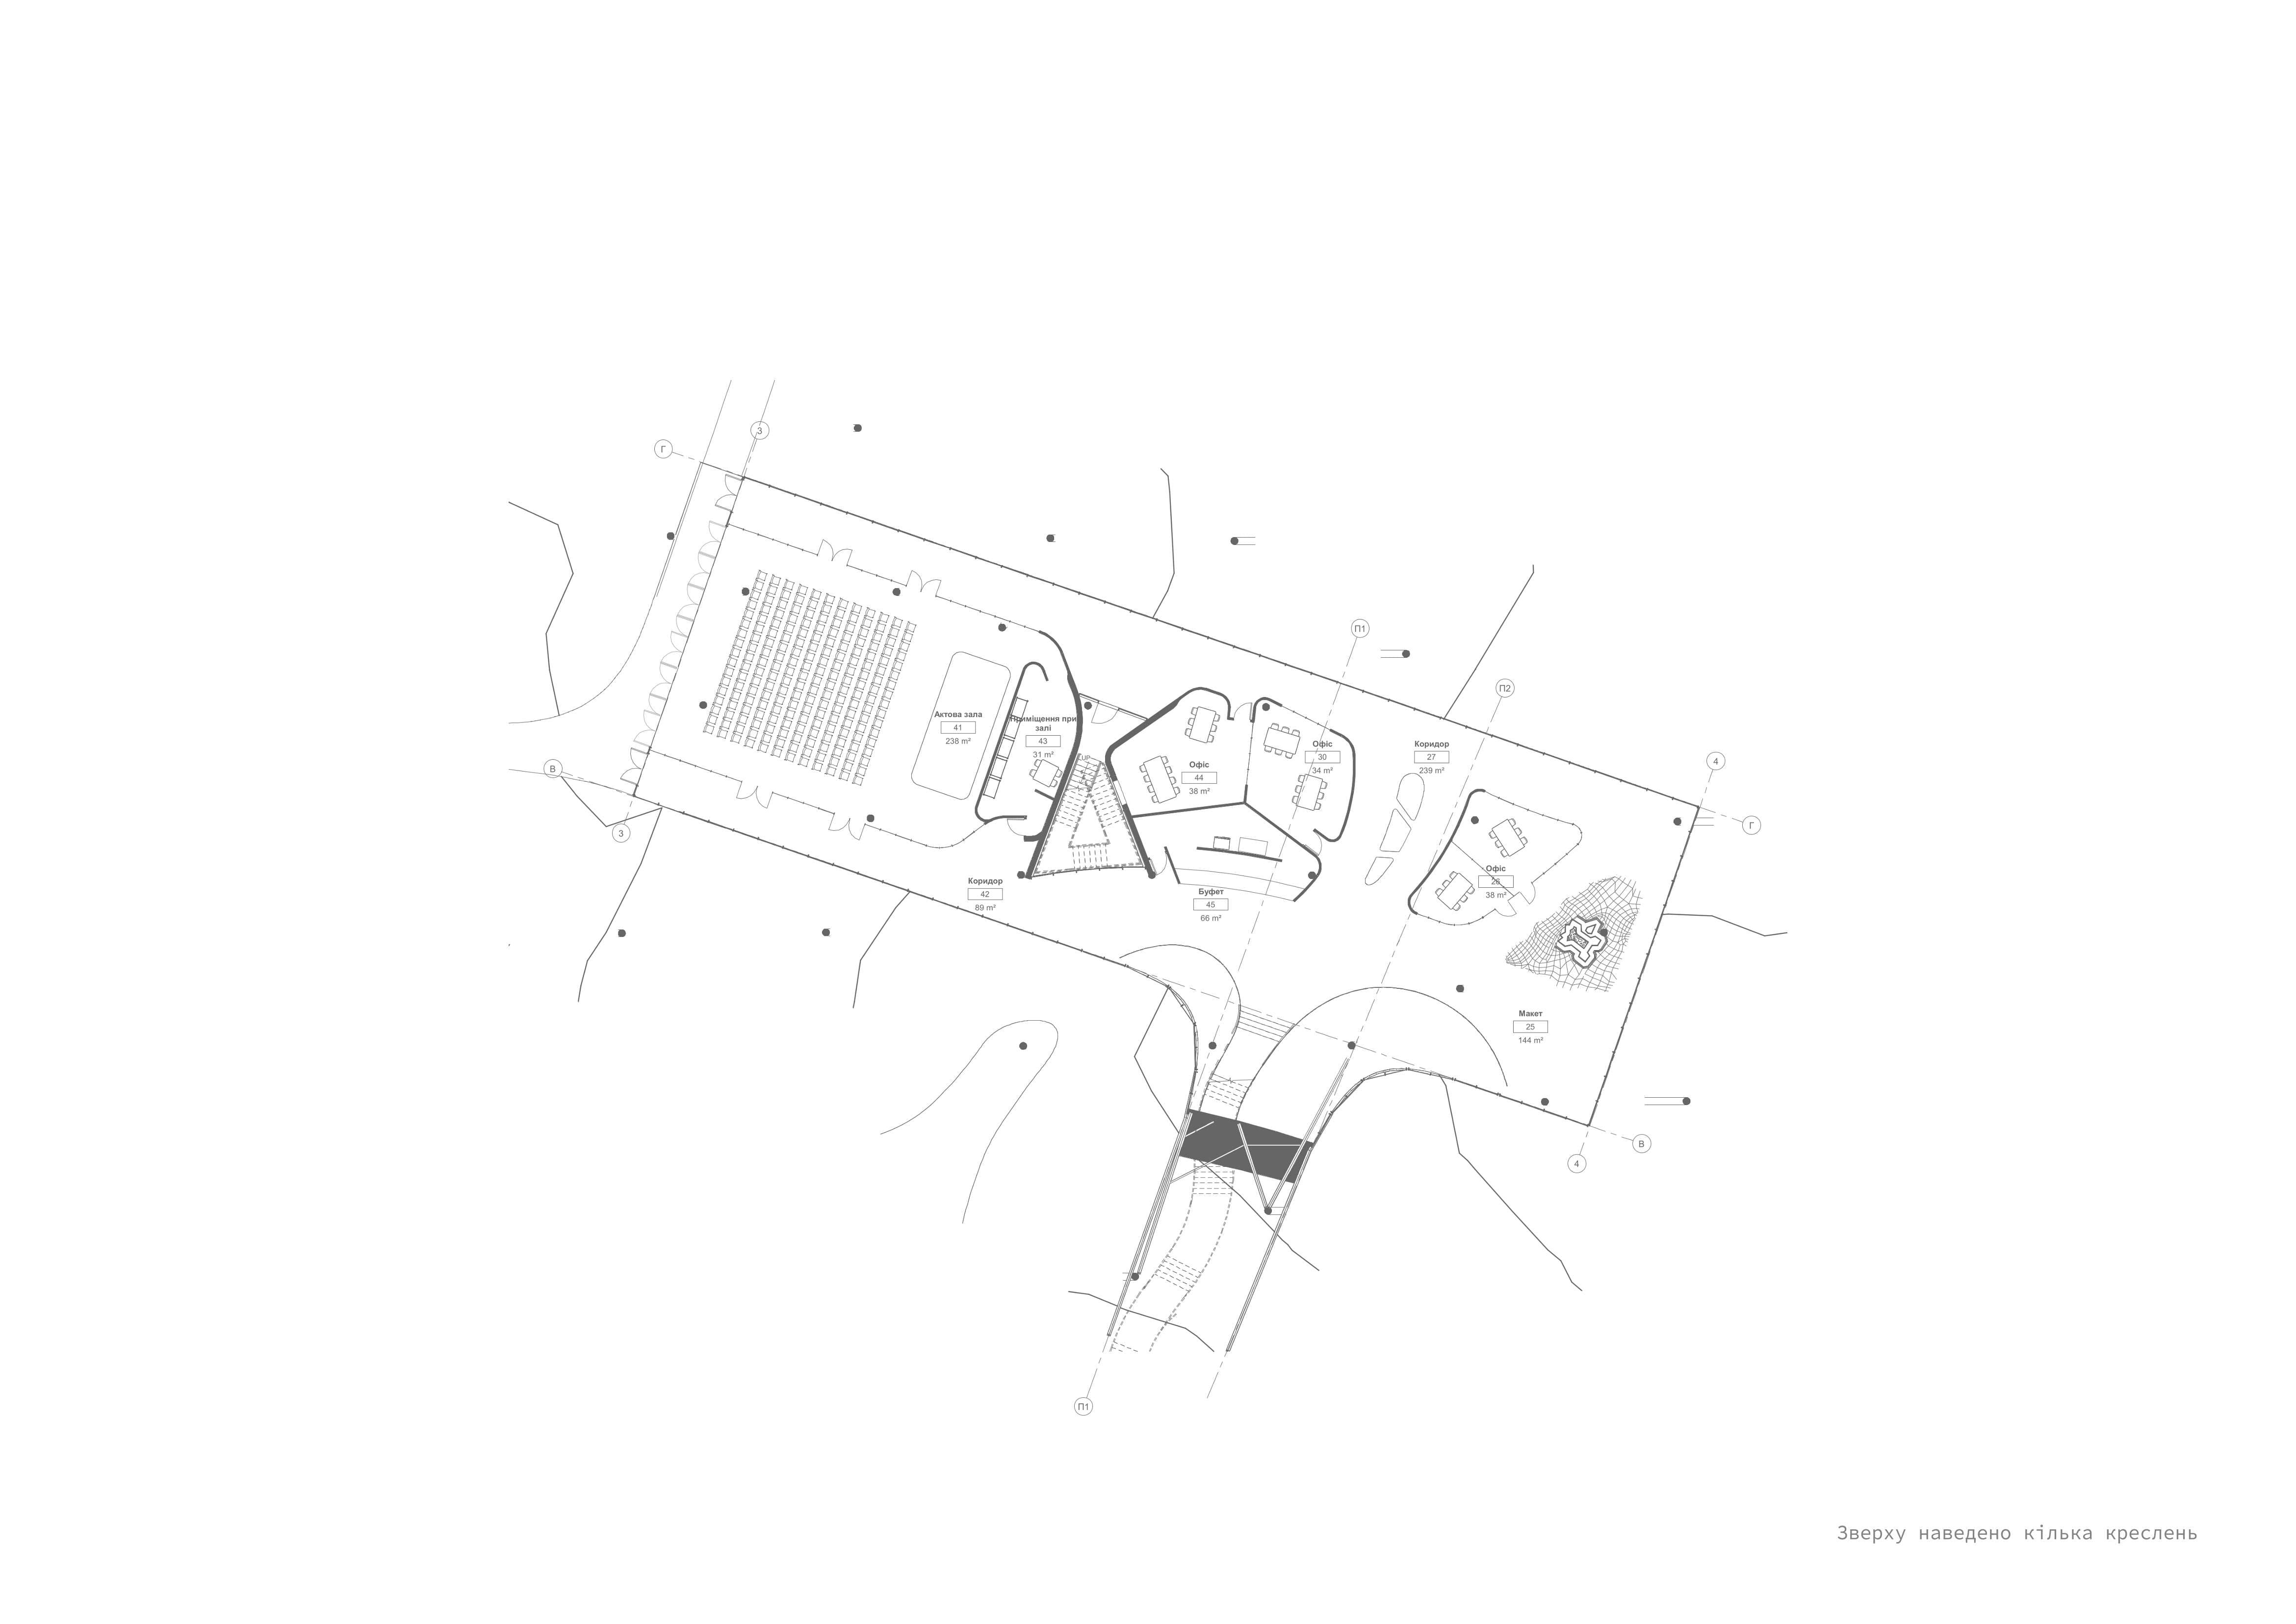 3
Г
П1
П2
Актова зала
41
238 m²
Приміщення при
залі
43
31 m²
UP
Офіс
44
38 m²
Офіс
30
34 m²
Коридор
27
239 m²
4
В
Г
3
Офіс
26
38 m²
Коридор
42
89 m²
Буфет
45
66 m²
Макет
25
144 m²
В
4
П1
Зверху наведено кілька креслень